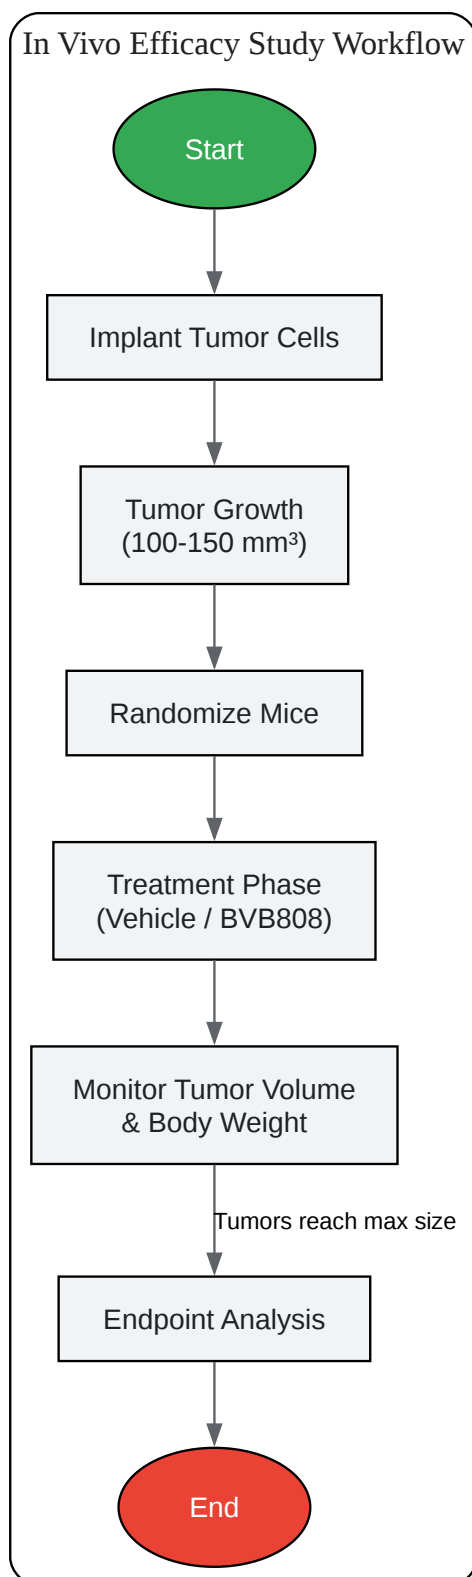 In Vivo Efficacy Study Workflow
Start
Implant Tumor Cells
Tumor Growth
(100-150 mm³)
Randomize Mice
Treatment Phase
(Vehicle / BVB808)
Monitor Tumor Volume
& Body Weight
Tumors reach max size
Endpoint Analysis
End